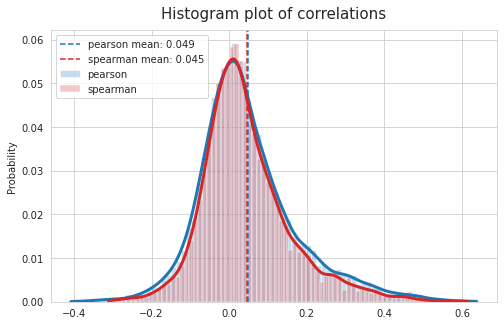 Histogram plot of correlations
pearson mean: 0.049
spearman mean: 0.045
pearson
spearman
Probability
0.06
0.05
0.04
0.03
0.02
0.01
0.00
−0.4
−0.2
0.0
0.2
0.4
0.6